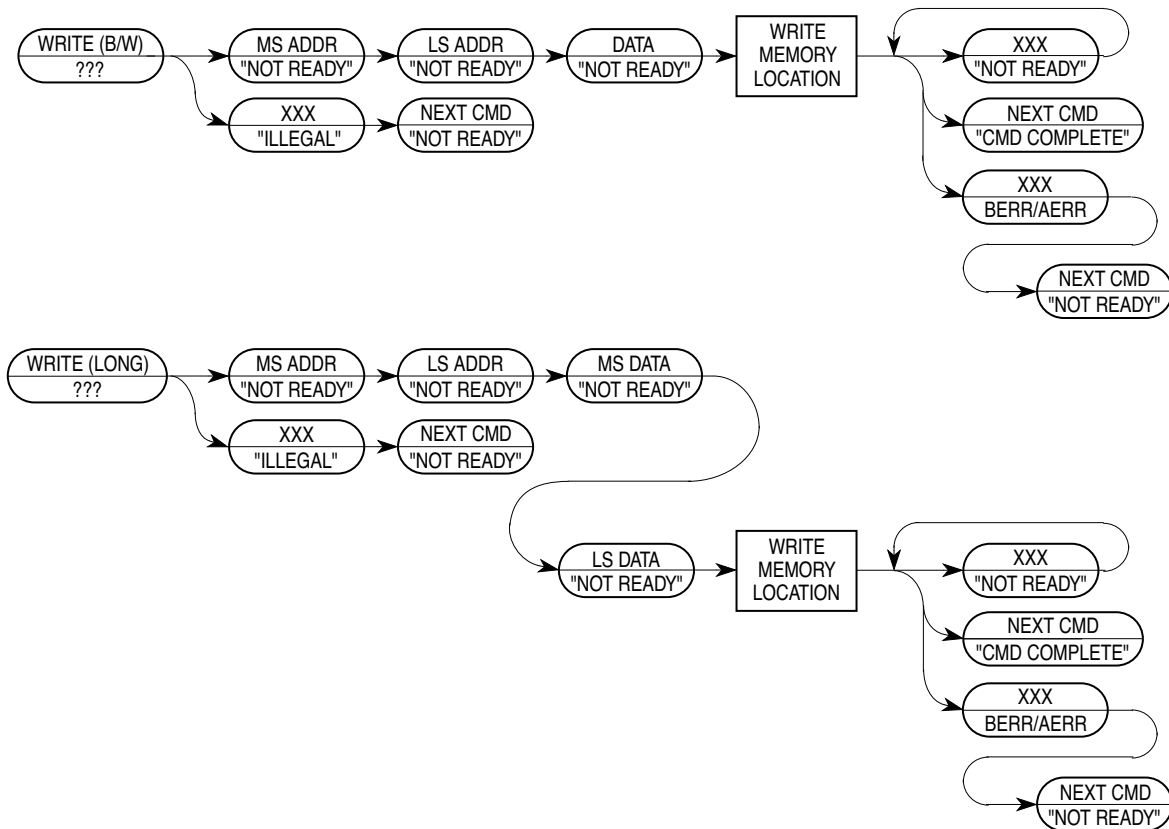 WRITE (B/W)
???
MS ADDR
"NOT READY"
LS ADDR
"NOT READY"
DATA
"NOT READY"
WRITE
MEMORY
LOCATION
XXX
"NOT READY"
XXX
"ILLEGAL"
NEXT CMD
"NOT READY"
NEXT CMD
"CMD COMPLETE"
XXX
BERR/AERR
NEXT CMD
"NOT READY"
WRITE (LONG)
???
MS ADDR
"NOT READY"
LS ADDR
"NOT READY"
MS DATA
"NOT READY"
XXX
"ILLEGAL"
NEXT CMD
"NOT READY"
LS DATA
"NOT READY"
WRITE
MEMORY
LOCATION
XXX
"NOT READY"
NEXT CMD
"CMD COMPLETE"
XXX
BERR/AERR
NEXT CMD
"NOT READY"